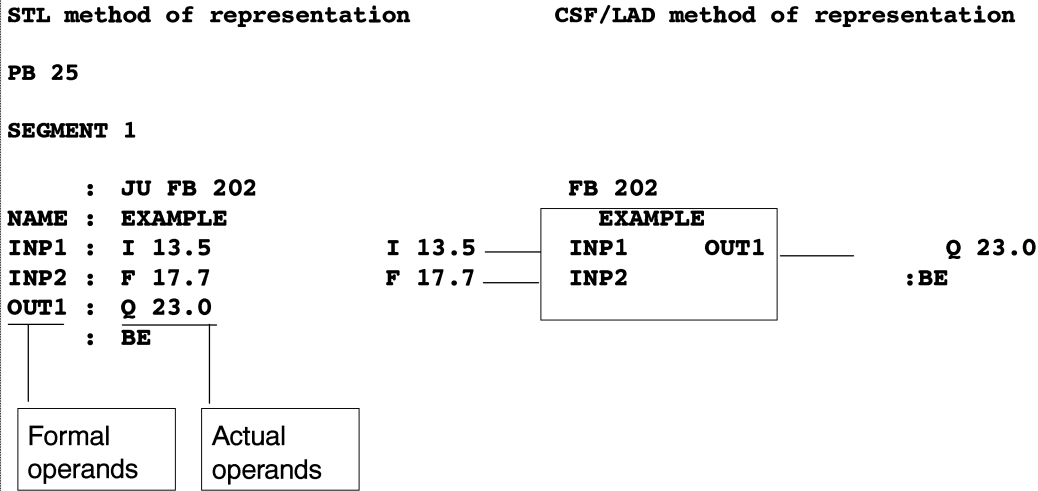 STL method of representation CSF/LAD method of representation
PB 25
SEGMENT 1
: JU FB 202 FB 202
NAME : EXAMPLE EXAMPLE
INP1 : I 13.5 I 13.5 INP1 OUT1 Q 23.0
INP2 : F 17.7 F 17.7 INP2 :BE
OUT1 : Q 23.0
: BE
Formal operands
Actual operands